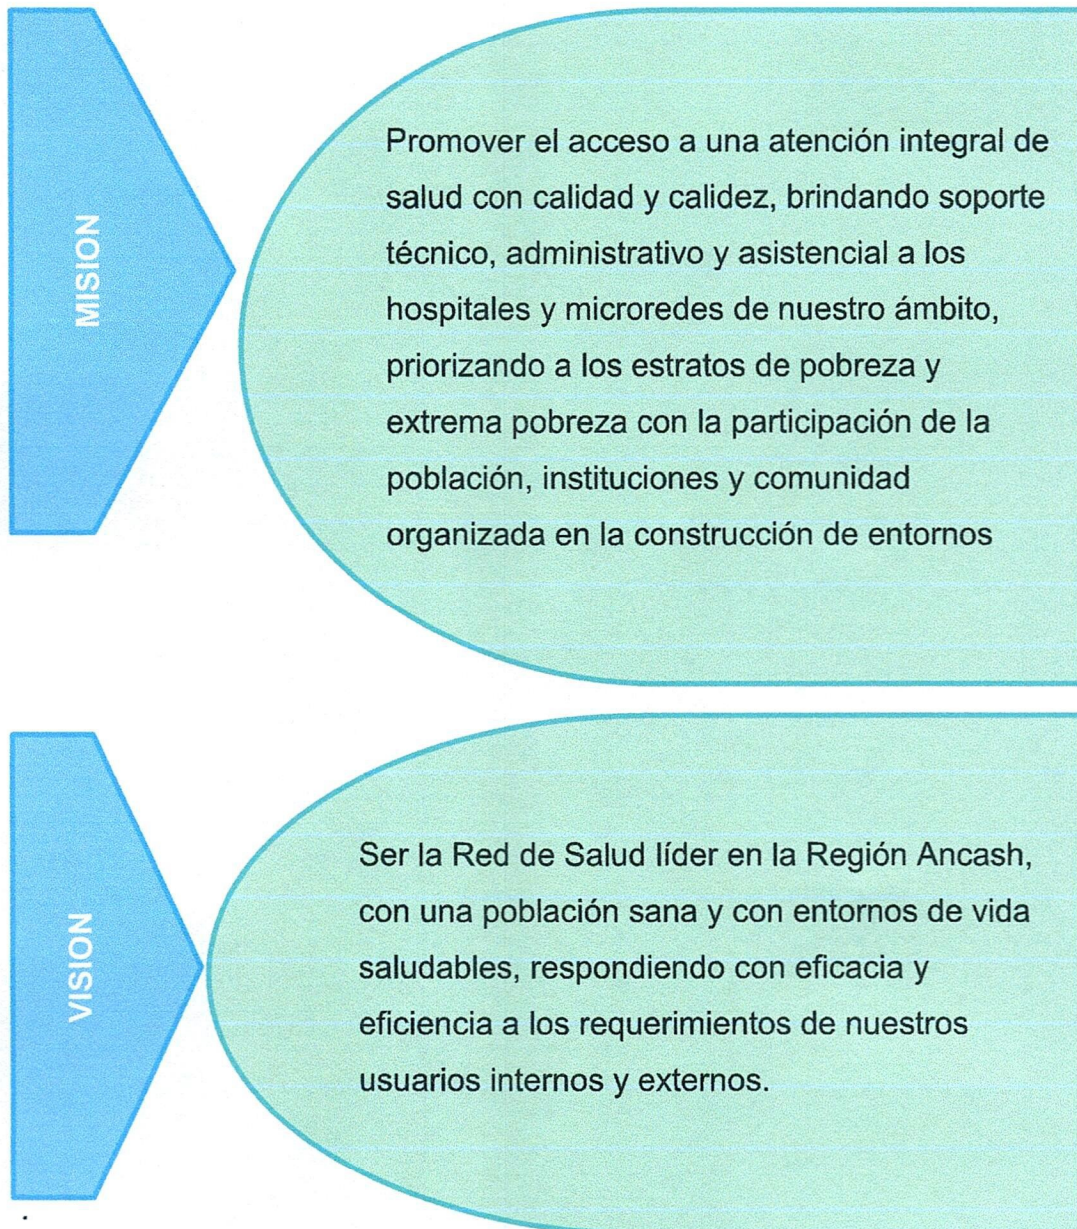 MISION
Promover el acceso a una atención integral de
salud con calidad y calidez, brindando soporte
técnico, administrativo y asistencial a los
hospitales y microredes de nuestro ámbito,
priorizando a los estratos de pobreza y
extrema pobreza con la participación de la
población, instituciones y comunidad
organizada en la construcción de entornos
VISION
Ser la Red de Salud líder en la Región Ancash,
con una población sana y con entornos de vida
saludables, respondiendo con eficacia y
eficiencia a los requerimientos de nuestros
usuarios internos y externos.